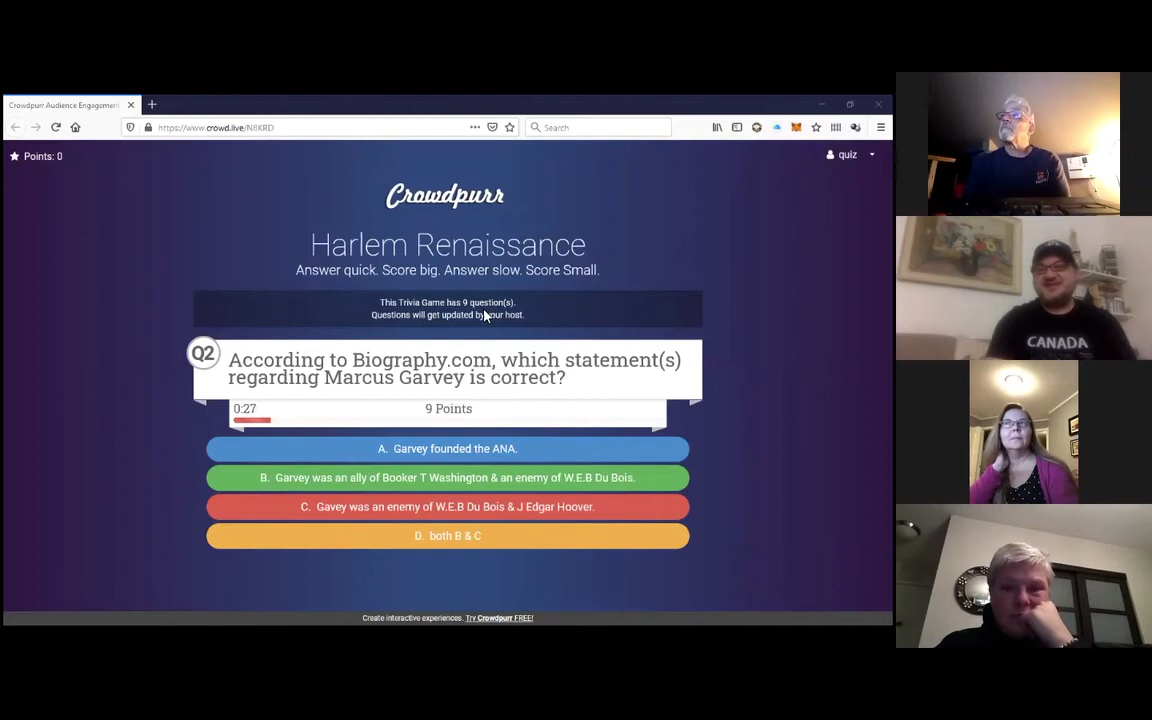 Crowdpurr Audience Engagement
https://www.crowd.live/N8KRD
Search
Points: 0
quiz
Crowdpurr
Harlem Renaissance
Answer quick. Score big. Answer slow. Score Small.
This Trivia Game has 9 question(s).
Questions will get updated by your host.
Q2
According to Biography.com, which statement(s)
regarding Marcus Garvey is correct?
0:27
9 Points
A. Garvey founded the ANA.
B. Garvey was an ally of Booker T Washington & an enemy of W.E.B Du Bois.
C. Gavey was an enemy of W.E.B Du Bois & J Edgar Hoover.
D. both B & C
Create interactive experiences. Try Crowdpurr FREE!
CANADA